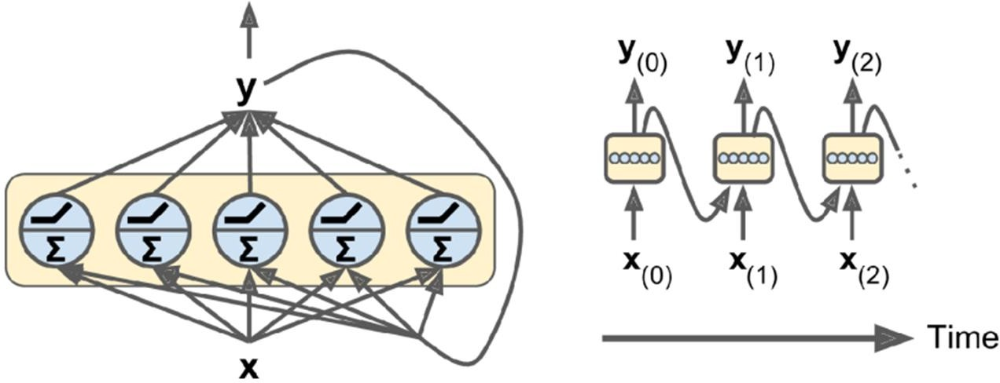 y
Σ Σ Σ Σ Σ
x
y(0) y(1) y(2)
x(0) x(1) x(2)
Time